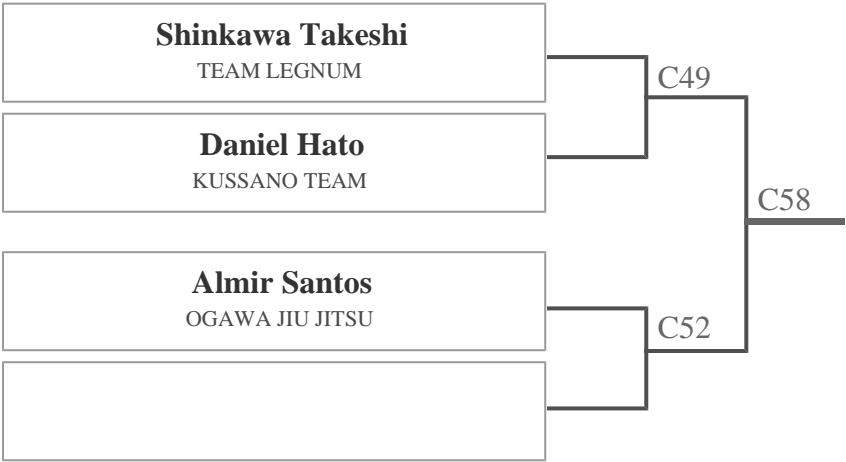 Shinkawa Takeshi
TEAM LEGNUM
C49
Daniel Hato
KUSSANO TEAM
C58
Almir Santos
OGAWA JIU JITSU
C52